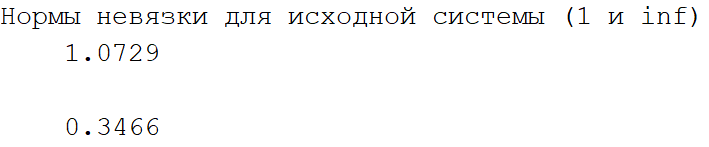 Нормы невязки для исходной системы (1 и inf)
1.0729
0.3466